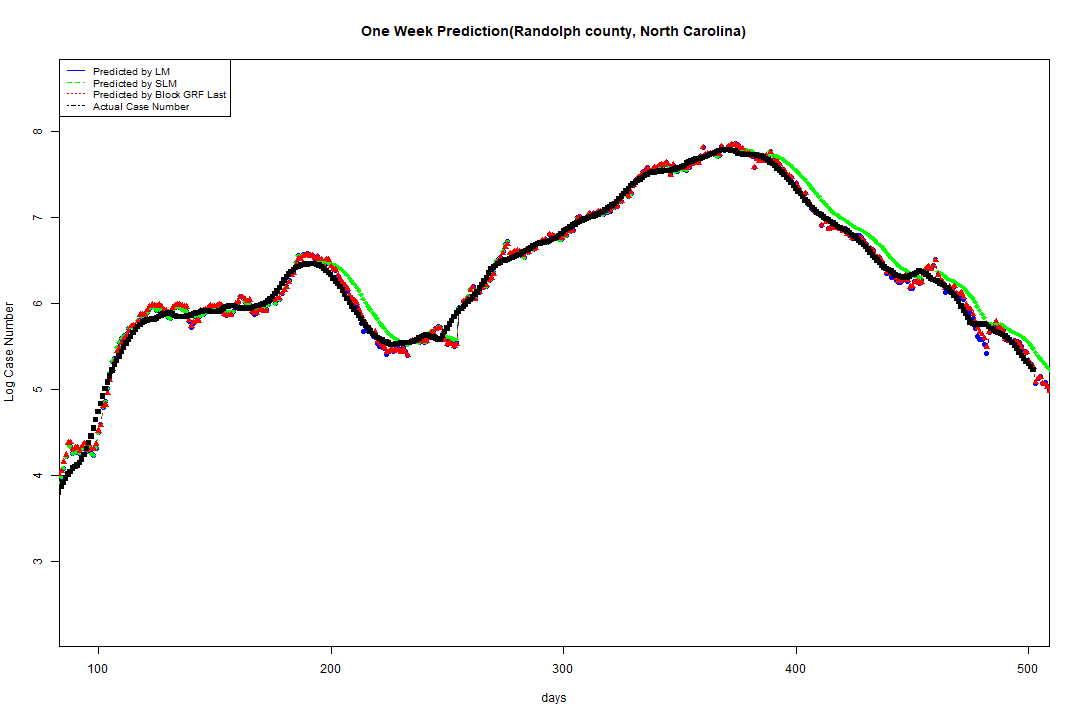 One Week Prediction(Randolph county, North Carolina)
Predicted by LM
Predicted by SLM
Predicted by Block GRF Last
Actual Case Number
Log Case Number
8
7
6
5
4
3
100 200 300 400 500
days